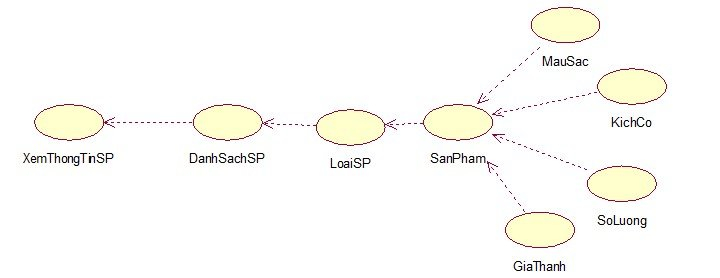 MauSac
KichCo
XemThongTinSP
DanhSachSP
LoaiSP
SanPham
SoLuong
GiaThanh